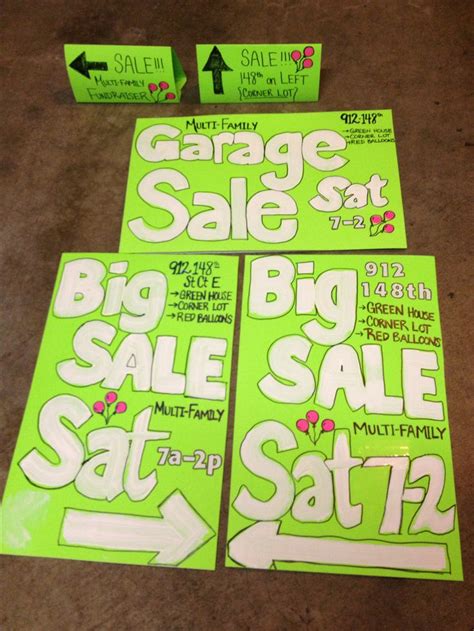 SALE!!!
MULTI-FAMILY
FUNDRAISER
SALE!!!
148th on LEFT
{CORNER LOT}
MULTI-FAMILY
912-148th
→GREEN HOUSE
→CORNER LOT
→RED BALLOONS
Garage
Sale
Sat
7-2
Big
912-148th
St Ct E
→GREEN HOUSE
→CORNER LOT
→RED BALLOONS
SALE
MULTI-FAMILY
Sat
7a-2p
Big
912
148th
→GREEN HOUSE
→CORNER LOT
→RED BALLOONS
SALE
MULTI-FAMILY
Sat 7-2